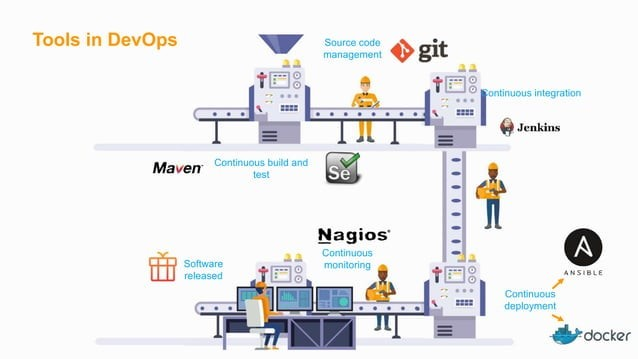 Tools in DevOps
Source code
management
git
Continuous integration
Jenkins
Maven™
Continuous build and
test
Se
Nagios®
Continuous
monitoring
Software
released
ANSIBLE
Continuous
deployment
docker